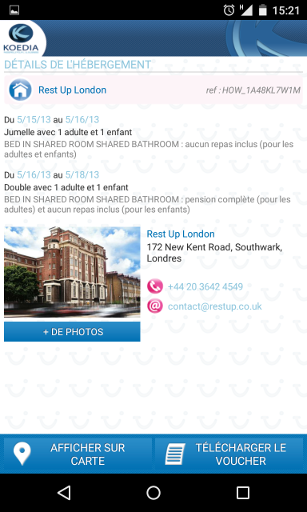 15:21
KOEDIA
DÉTAILS DE L'HÉBERGEMENT
Rest Up London
ref : HOW_1A48KL7W1M
Du 5/15/13 au 5/16/13
Jumelle avec 1 adulte et 1 enfant
BED IN SHARED ROOM SHARED BATHROOM : aucun repas inclus (pour
les adultes et enfants)
Du 5/16/13 au 5/18/13
Double avec 1 adulte et 1 enfant
BED IN SHARED ROOM SHARED BATHROOM : pension complète (pour les
adultes) et aucun repas inclus (pour les enfants)
Rest Up London
172 New Kent Road, Southwark,
Londres
+44 20 3642 4549
contact@restup.co.uk
+ DE PHOTOS
AFFICHER SUR
CARTE
TÉLÉCHARGER LE
VOUCHER